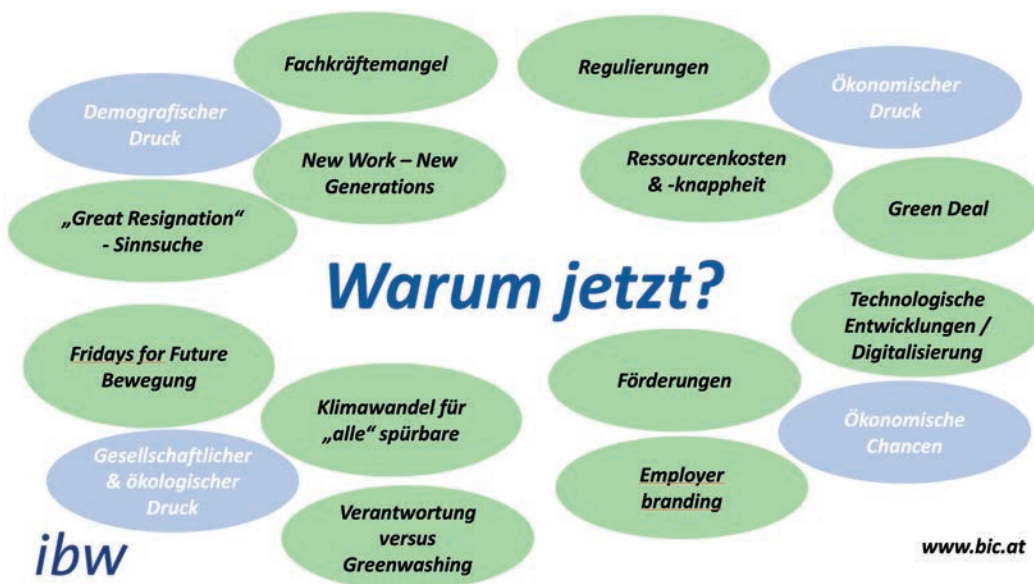 Fachkräftemangel
Demografischer
Druck
New Work – New
Generations
„Great Resignation“
- Sinnsuche
Regulierungen
Ökonomischer
Druck
Ressourcenkosten
& -knappheit
Green Deal
Warum jetzt?
Fridays for Future
Bewegung
Klimawandel für
„alle“ spürbare
Gesellschaftlicher
& ökologischer
Druck
Verantwortung
versus
Greenwashing
Technologische
Entwicklungen /
Digitalisierung
Förderungen
Ökonomische
Chancen
Employer
branding
ibw
www.bic.at